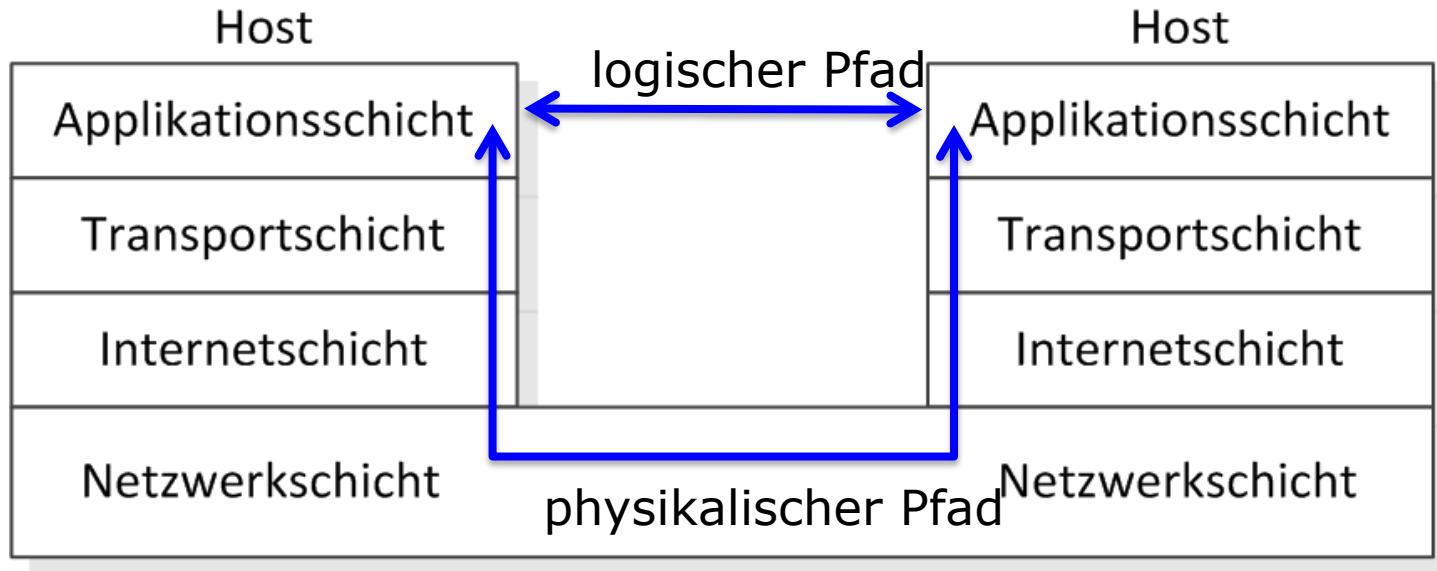 Host
Host
logischer Pfad
Applikationsschicht
Applikationsschicht
Transportschicht
Transportschicht
Internetschicht
Internetschicht
Netzwerkschicht
Netzwerkschicht
physikalischer Pfad